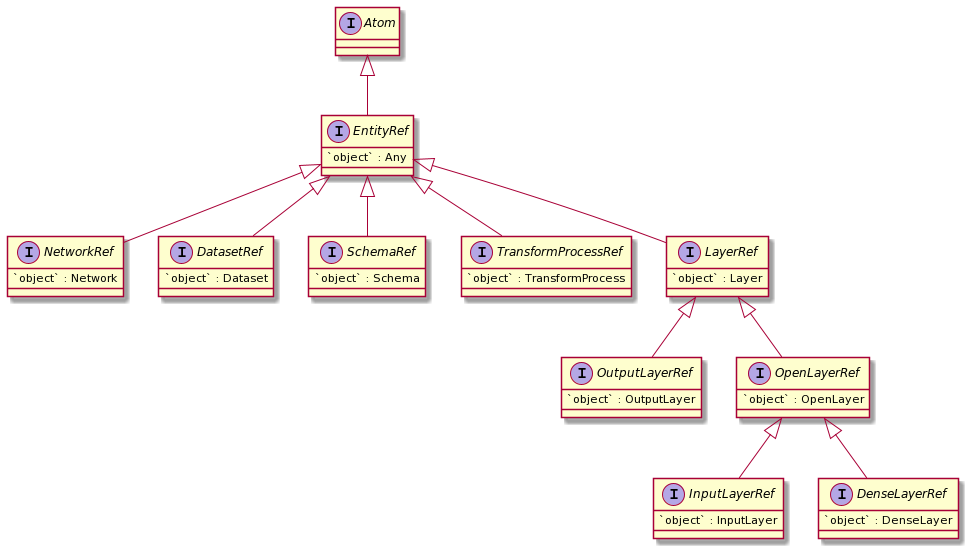 I Atom
I EntityRef
`object` : Any
I NetworkRef
`object` : Network
I DatasetRef
`object` : Dataset
I SchemaRef
`object` : Schema
I TransformProcessRef
`object` : TransformProcess
I LayerRef
`object` : Layer
I OutputLayerRef
`object` : OutputLayer
I OpenLayerRef
`object` : OpenLayer
I InputLayerRef
`object` : InputLayer
I DenseLayerRef
`object` : DenseLayer